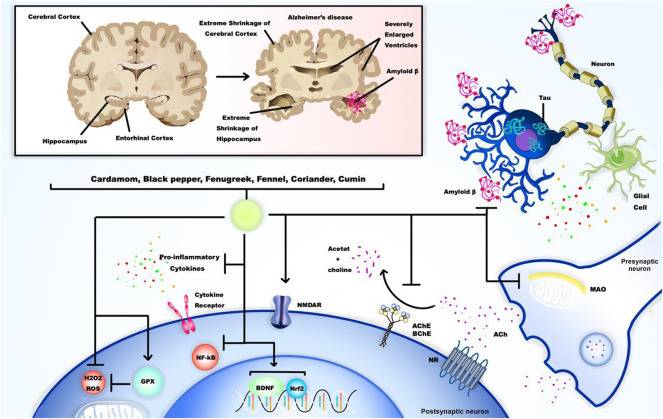 Cerebral Cortex
Extreme Shrinkage of
Cerebral Cortex
Alzheimer's disease
Severely
Enlarged
Ventricles
Amyloid β
Hippocampus
Entorhinal Cortex
Extreme
Shrinkage of
Hippocampus
Neuron
Tau
Amyloid β
Glial
Cell
Cardamom, Black pepper, Fenugreek, Fennel, Coriander, Cumin
Pro-inflammatory
Cytokines
Cytokine
Receptor
NMDAR
Acetat
+
choline
AChE
BChE
ACh
Presynaptic
neuron
MAO
NF-kB
NR
H2O2
ROS
GPX
BDNF
Nrf2
Postsynaptic neuron